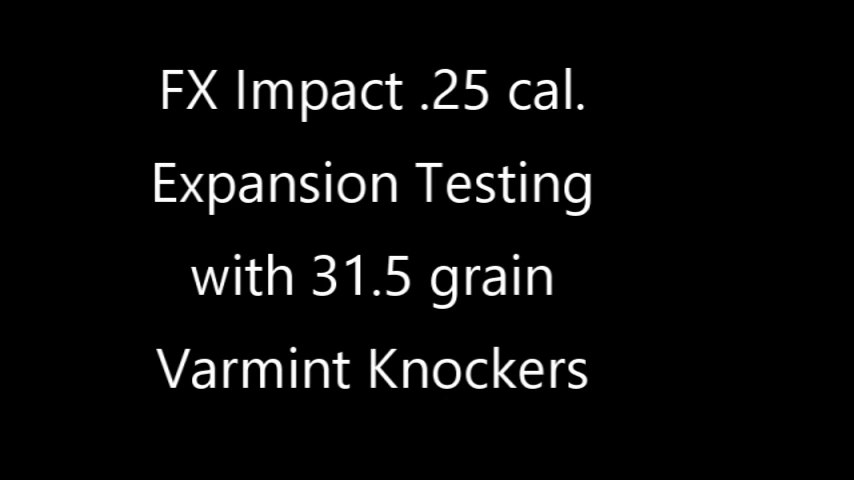 FX Impact .25 cal.
Expansion Testing
with 31.5 grain
Varmint Knockers